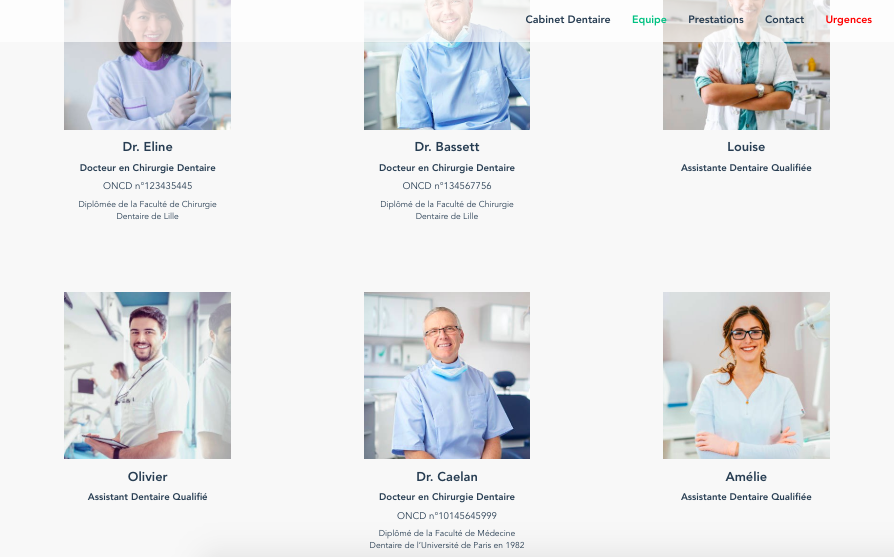 Cabinet Dentaire Equipe Prestations Contact Urgences
Dr. Eline
Docteur en Chirurgie Dentaire
ONCD n°123435445
Diplômée de la Faculté de Chirurgie
Dentaire de Lille
Dr. Bassett
Docteur en Chirurgie Dentaire
ONCD n°134567756
Diplômé de la Faculté de Chirurgie
Dentaire de Lille
Louise
Assistante Dentaire Qualifiée
Olivier
Assistant Dentaire Qualifié
Dr. Caelan
Docteur en Chirurgie Dentaire
ONCD n°10145645999
Diplômé de la Faculté de Médecine
Dentaire de l'Université de Paris en 1982
Amélie
Assistante Dentaire Qualifiée